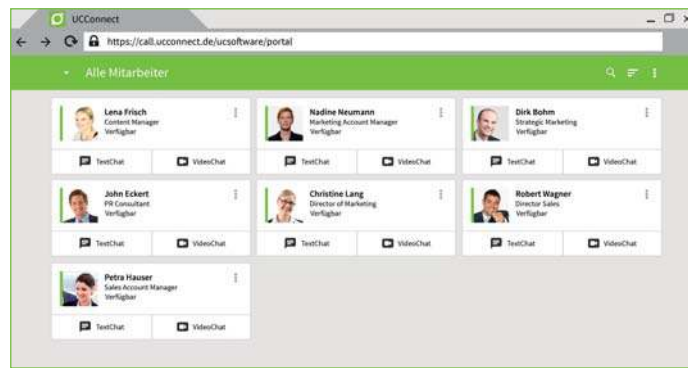 UCConnect
https://call.ucconnect.de/ucsoftware/portal
Alle Mitarbeiter
Lena Frisch
Content Manager
Verfügbar
TextChat
VideoChat
Nadine Neumann
Marketing Account Manager
Verfügbar
TextChat
VideoChat
Dirk Bohm
Strategic Marketing
Verfügbar
TextChat
VideoChat
John Eckert
PR Consultant
Verfügbar
TextChat
VideoChat
Christine Lang
Director of Marketing
Verfügbar
TextChat
VideoChat
Robert Wagner
Director Sales
Verfügbar
TextChat
VideoChat
Petra Hauser
Sales Account Manager
Verfügbar
TextChat
VideoChat